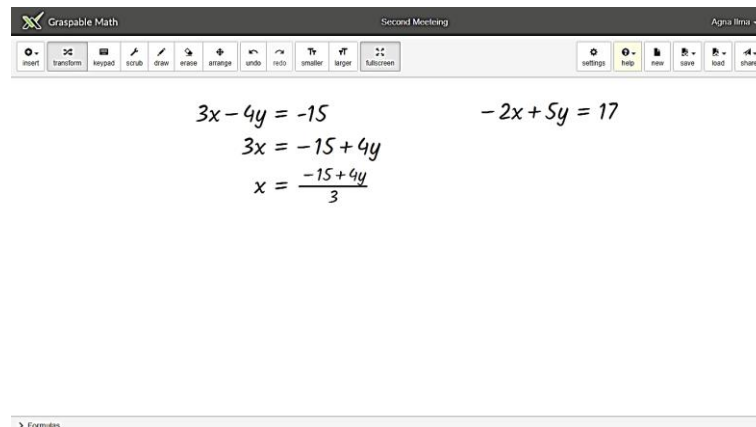 Graspable Math Second Meeteing Agna Ilma
insert transform keypad scrub draw erase arrange undo redo smaller larger fullscreen settings help new save load share
3x – 4y = -15
3x = – 15 + 4y
x = \frac{-15 + 4y}{3}
– 2x + 5y = 17
Formulas